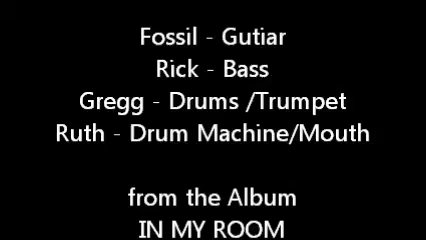 Fossil - Gutiar
Rick - Bass
Gregg - Drums /Trumpet
Ruth - Drum Machine/Mouth
from the Album
IN MY ROOM